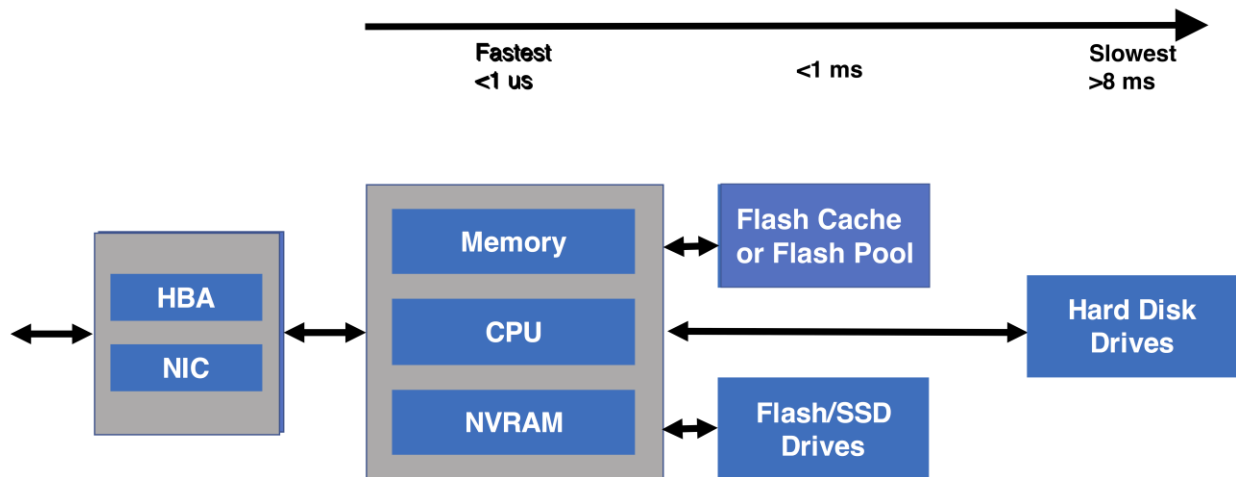 Fastest
<1 us
<1 ms
Slowest
>8 ms
HBA
NIC
Memory
CPU
NVRAM
Flash Cache
or Flash Pool
Flash/SSD
Drives
Hard Disk
Drives